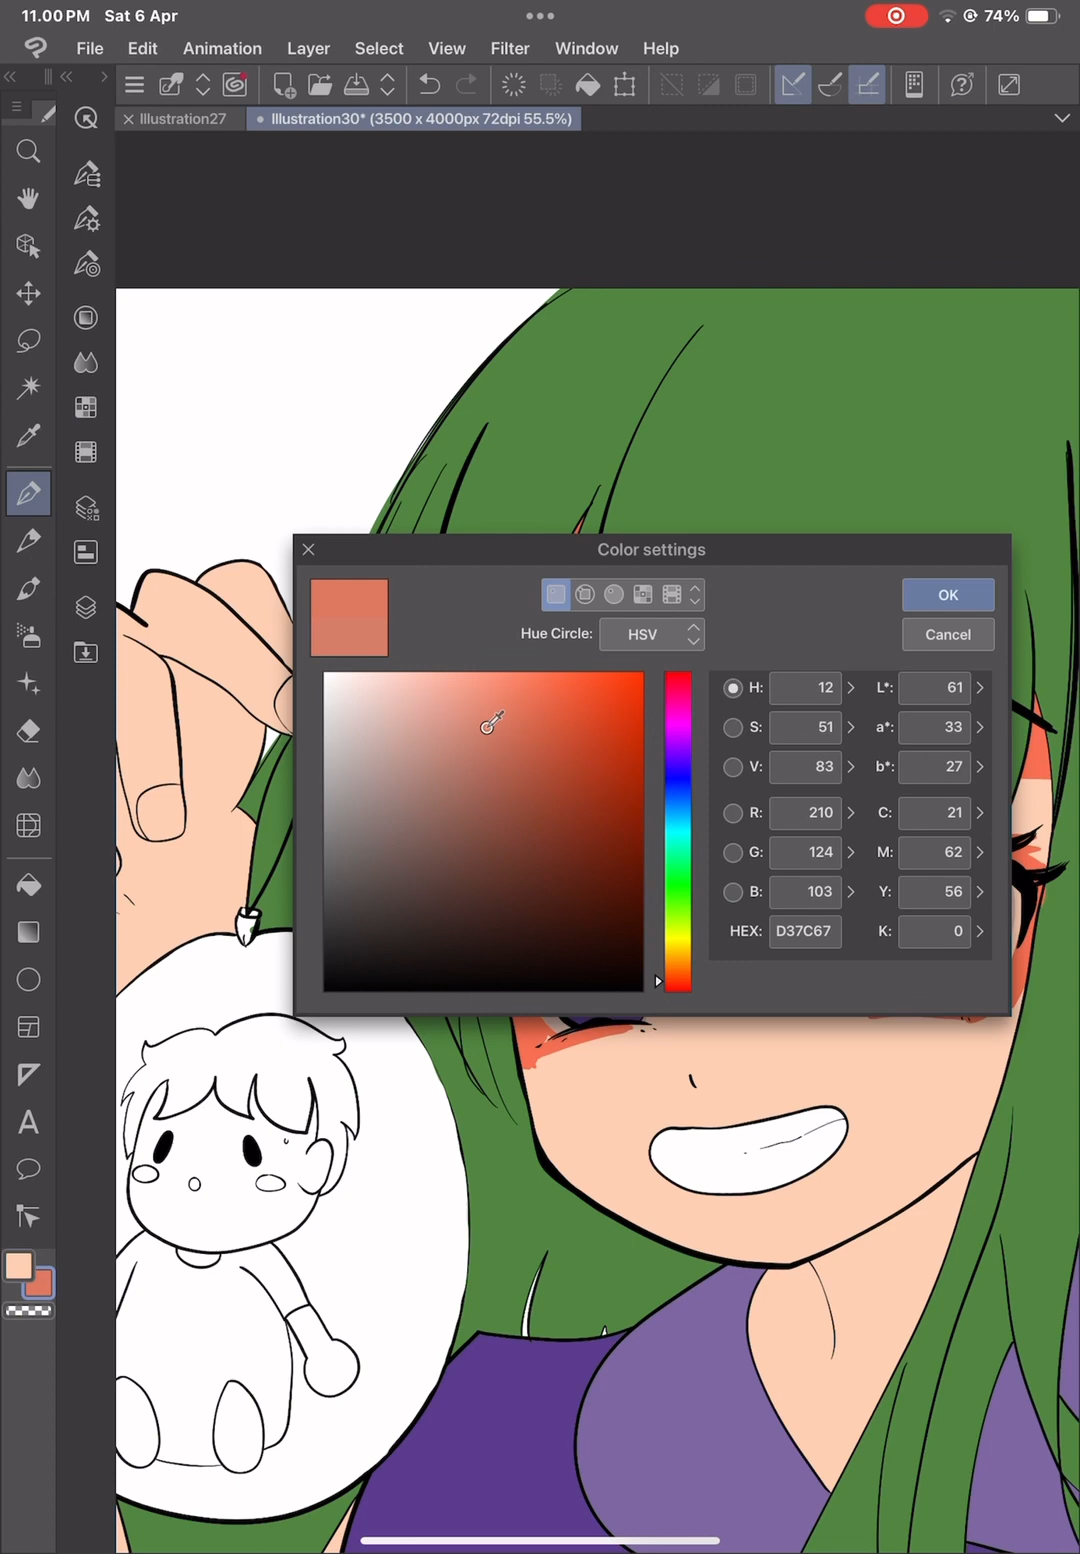 11.00 PM Sat 6 Apr 74%
File Edit Animation Layer Select View Filter Window Help
Illustration27 Illustration30* (3500 x 4000px 72dpi 55.5%)
Color settings
OK
Hue Circle: HSV Cancel
H: 12 L*: 61
S: 51 a*: 33
V: 83 b*: 27
R: 210 C: 21
G: 124 M: 62
B: 103 Y: 56
HEX: D37C67 K: 0
A